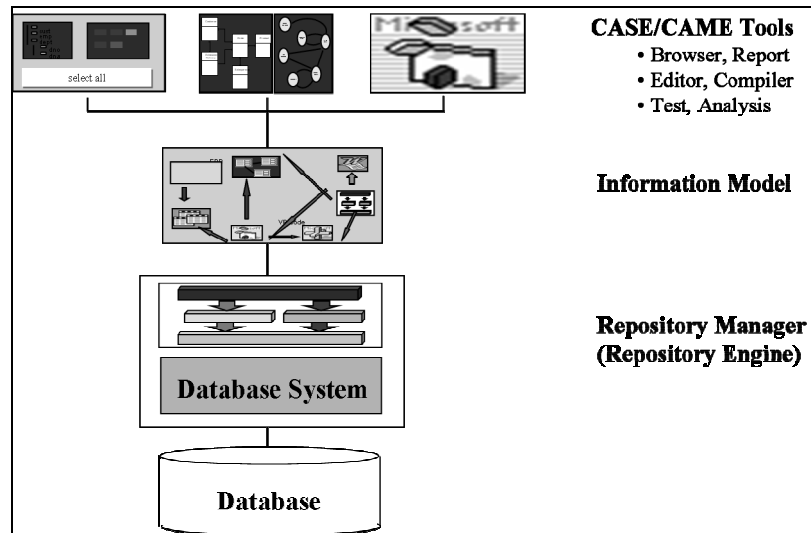 select all
Microsoft
CASE/CAME Tools
• Browser, Report
• Editor, Compiler
• Test, Analysis
Information Model
Repository Manager
(Repository Engine)
Database System
Database